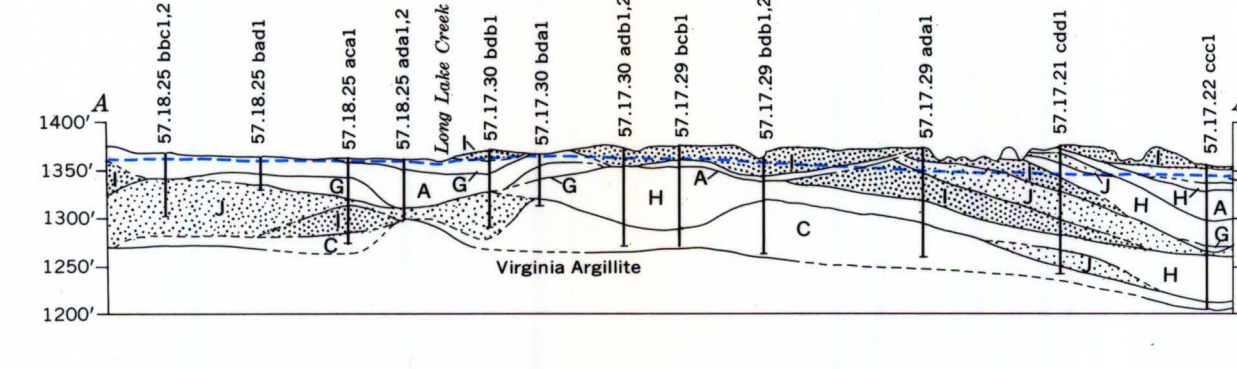 57.18.25 bbc1,2
57.18.25 bad1
57.18.25 aca1
57.18.25 ada1,2
Long Lake Creek
57.17.30 bdb1
57.17.30 bda1
57.17.30 adb1,2
57.17.29 bcb1
57.17.29 bdb1,2
57.17.29 ada1
57.17.21 cdd1
57.17.22 ccc1
A
1400'
1350'
1300'
1250'
1200'
I
J
G
I
C
A
G
I
G
H
A
I
C
I
J
I
J
I
J
H
H
I
A
G
H
Virginia Argillite